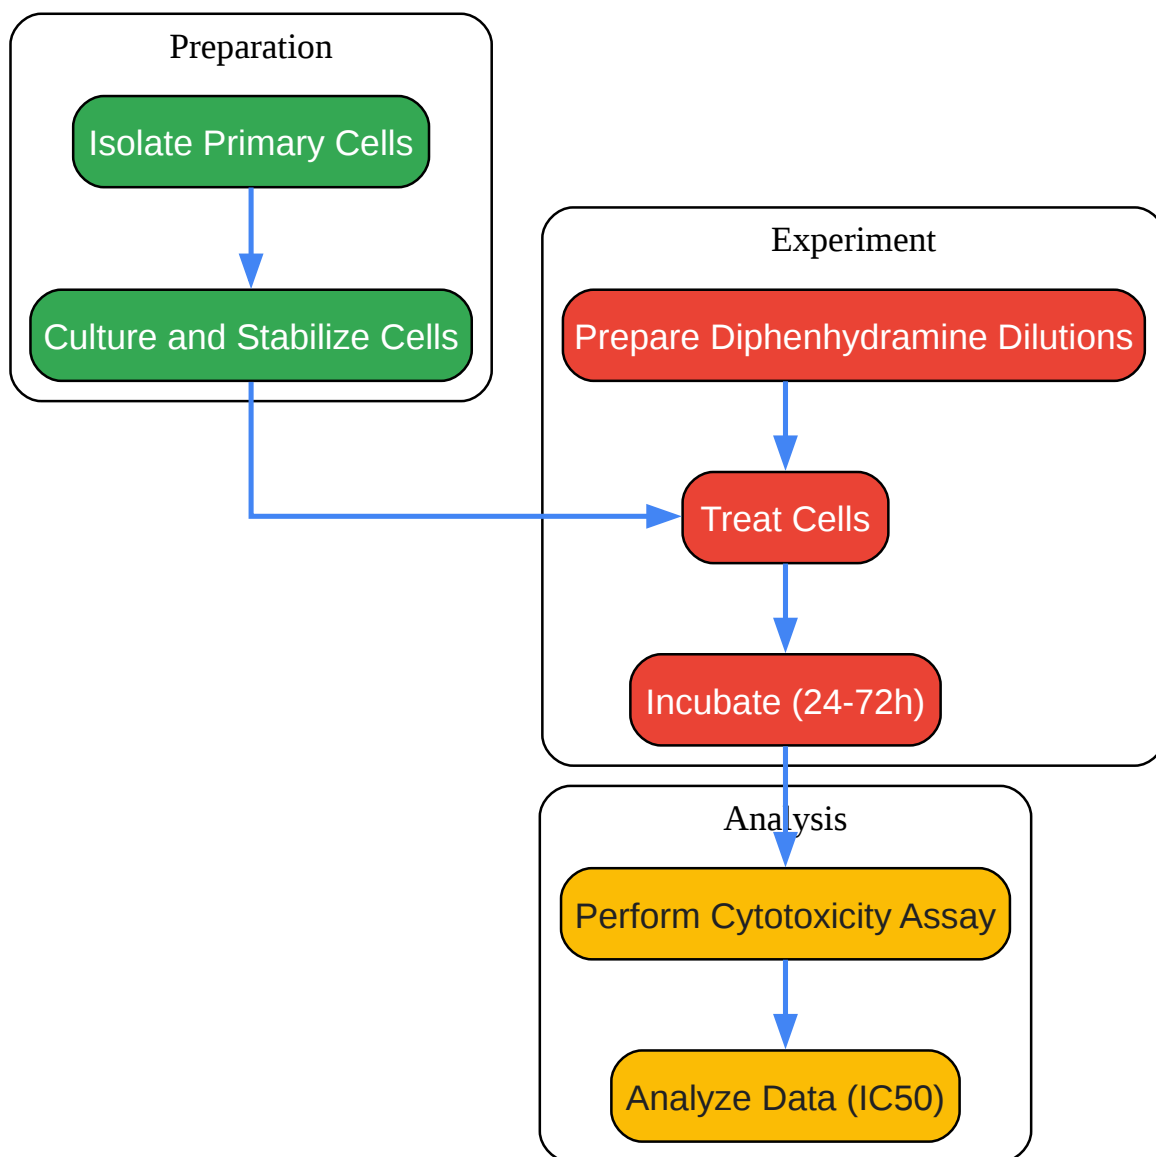 Preparation
Isolate Primary Cells
Culture and Stabilize Cells
Experiment
Prepare Diphenhydramine Dilutions
Treat Cells
Incubate (24-72h)
Analysis
Perform Cytotoxicity Assay
Analyze Data (IC50)